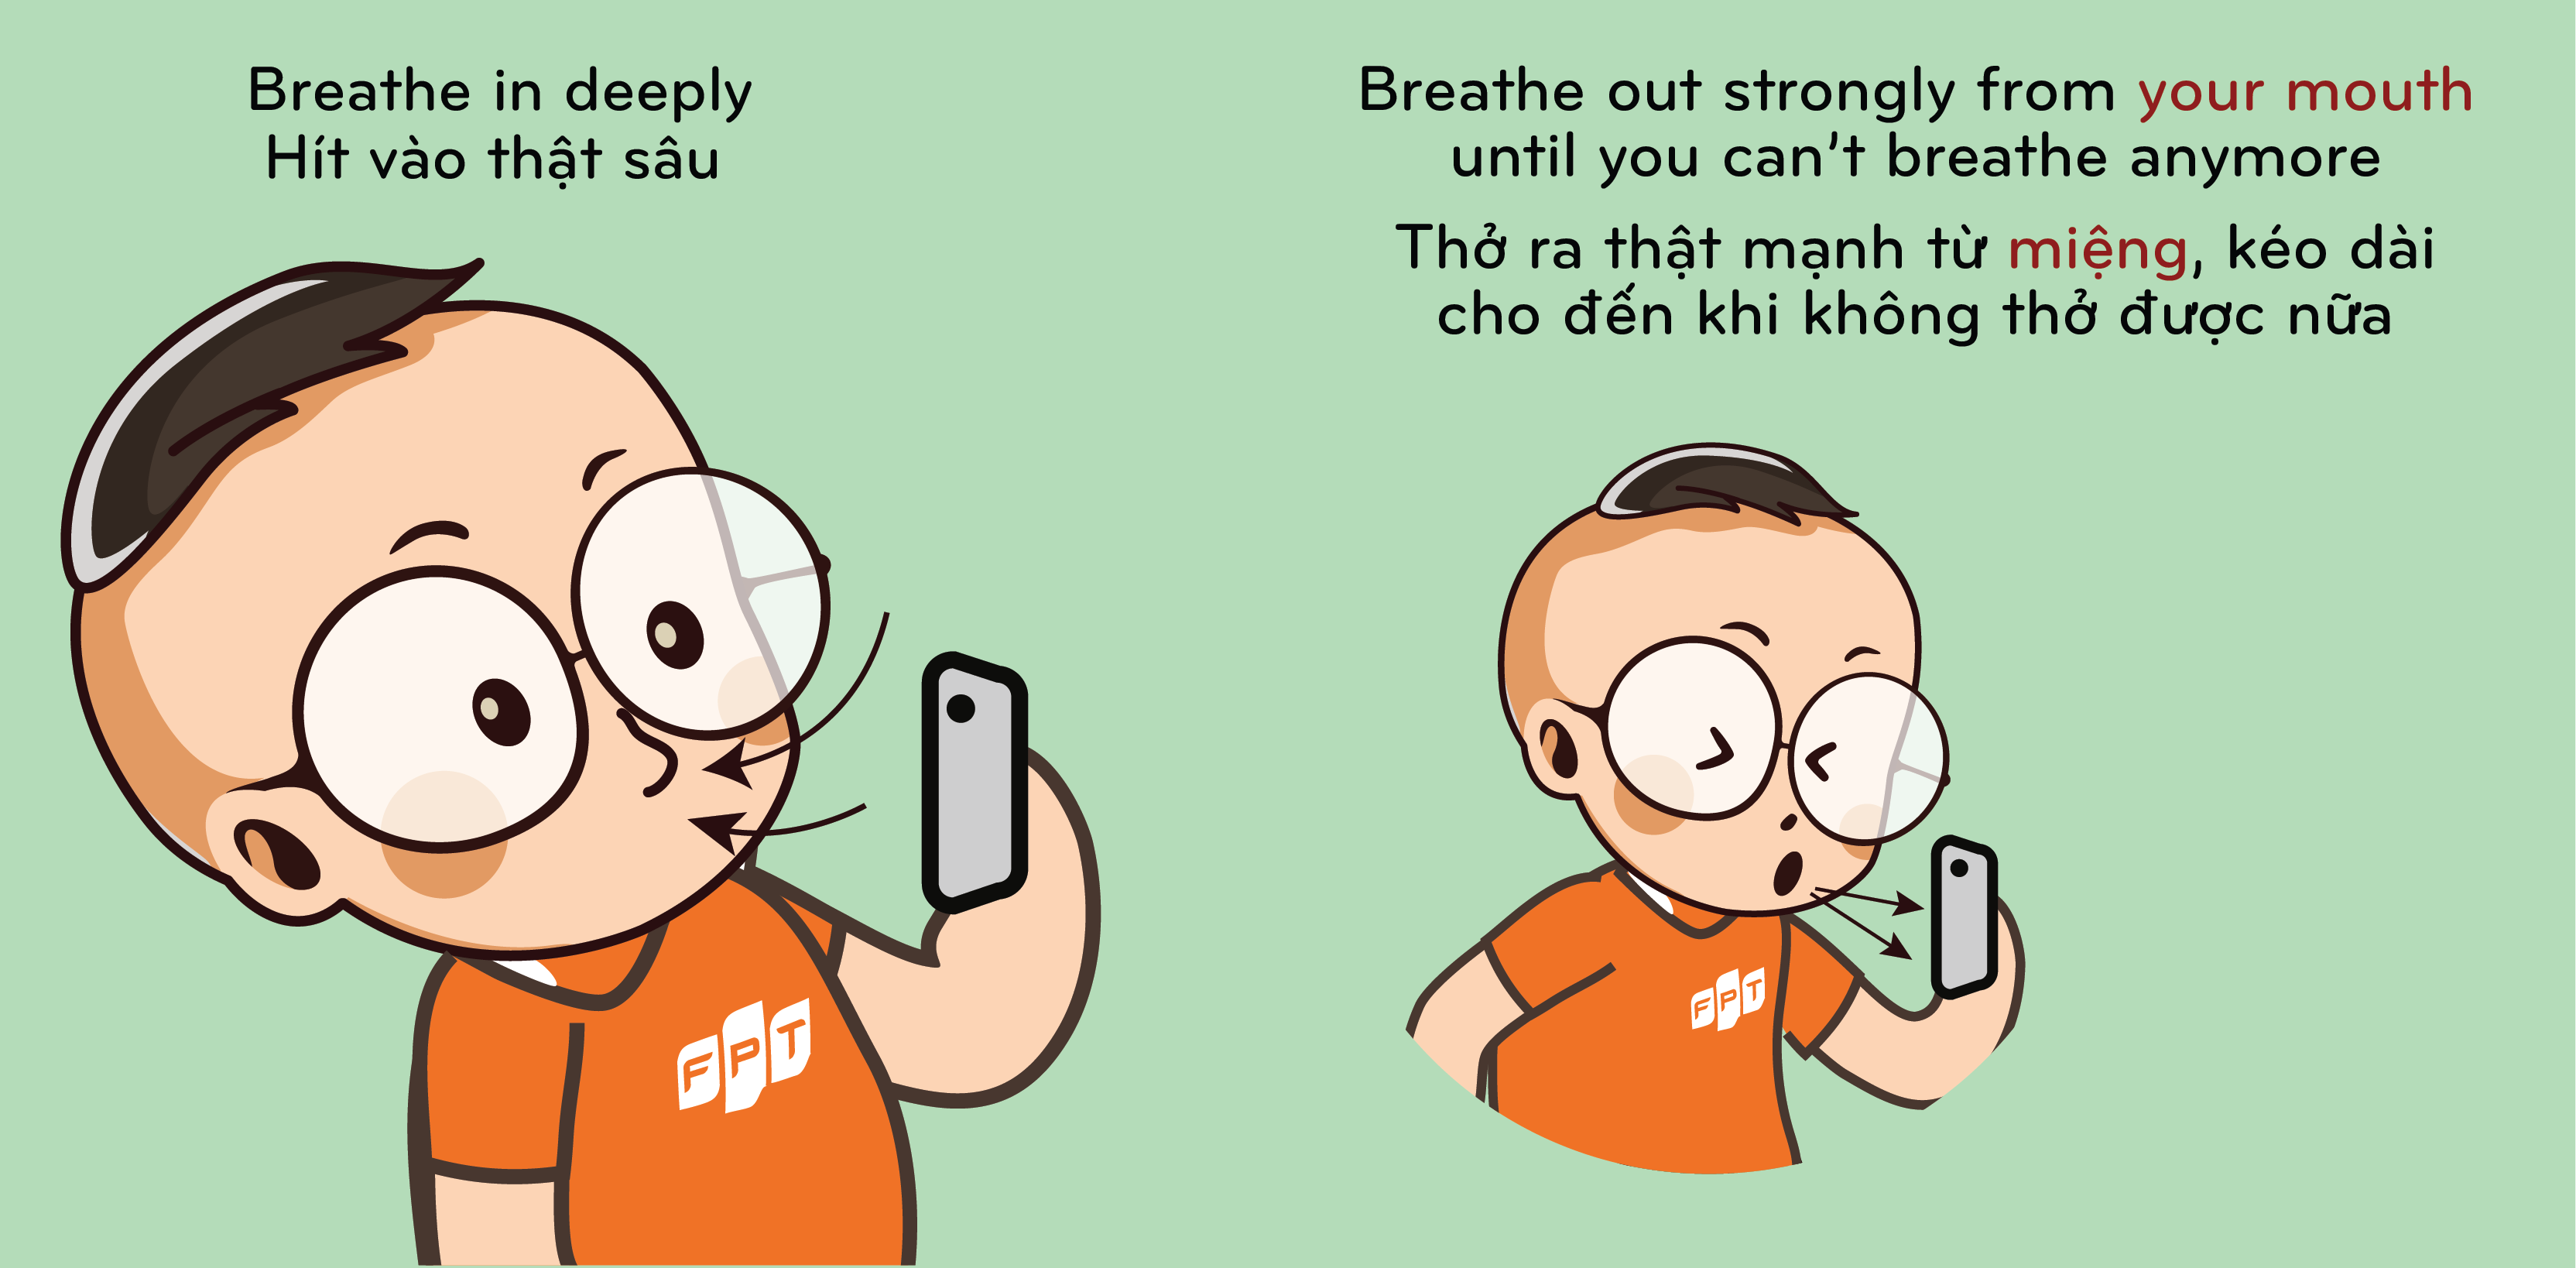 Breathe in deeply
Hít vào thật sâu
Breathe out strongly from your mouth
until you can't breathe anymore
Thở ra thật mạnh từ miệng, kéo dài
cho đến khi không thở được nữa
FPT
FPT